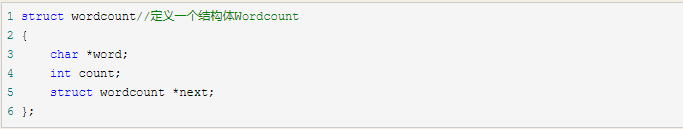 1 struct wordcount//定义一个结构体Wordcount
2 {
3     char *word;
4     int count;
5     struct wordcount *next;
6 };